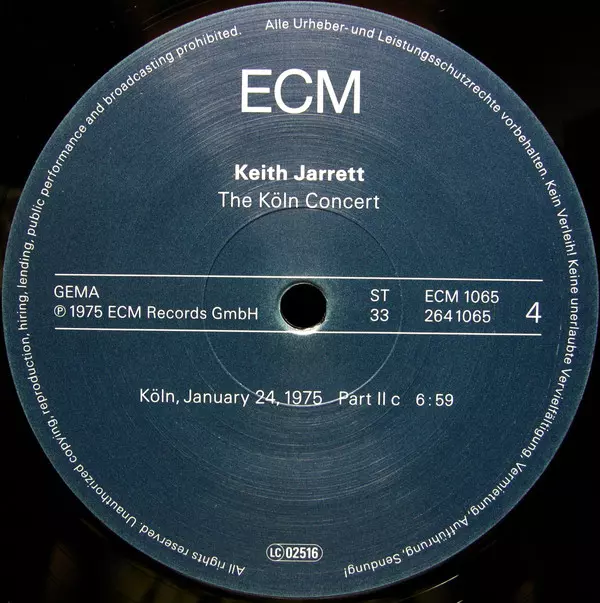 ECM
Keith Jarrett
The Köln Concert
GEMA
℗ 1975 ECM Records GmbH
ST
33
ECM 1065
264 1065
4
Köln, January 24, 1975 Part II c 6:59
LC 02516
Alle Urheber- und Leistungsschutzrechte vorbehalten. Kein Verleih! Keine unerlaubte Vervielfältigung, Vermietung, Aufführung, Sendung!
All rights reserved. Unauthorized copying, reproduction, hiring, lending, public performance and broadcasting prohibited.